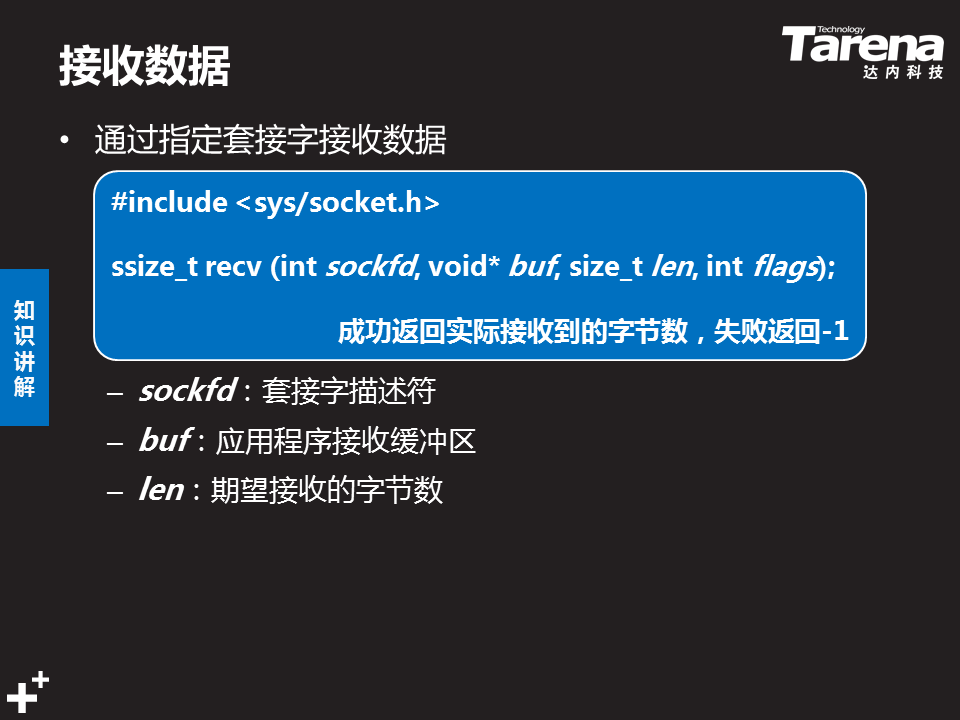 接收数据
Technology
Tarena
达内科技
• 通过指定套接字接收数据
#include <sys/socket.h>
ssize_t recv (int sockfd, void* buf, size_t len, int flags);
成功返回实际接收到的字节数，失败返回-1
知识讲解
– sockfd：套接字描述符
– buf：应用程序接收缓冲区
– len：期望接收的字节数